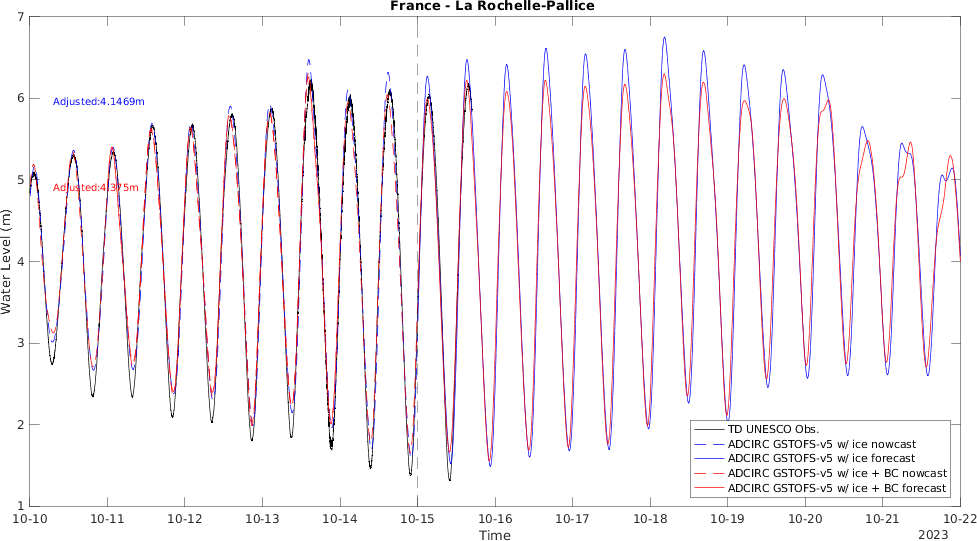 France - La Rochelle-Pallice
7
6
5
4
3
2
1
Water Level (m)
Adjusted:4.1469m
Adjusted:4.375m
TD UNESCO Obs.
ADCIRC GSTOFS-v5 w/ ice nowcast
ADCIRC GSTOFS-v5 w/ ice forecast
ADCIRC GSTOFS-v5 w/ ice + BC nowcast
ADCIRC GSTOFS-v5 w/ ice + BC forecast
10-10 10-11 10-12 10-13 10-14 10-15 10-16 10-17 10-18 10-19 10-20 10-21 10-22
Time
2023